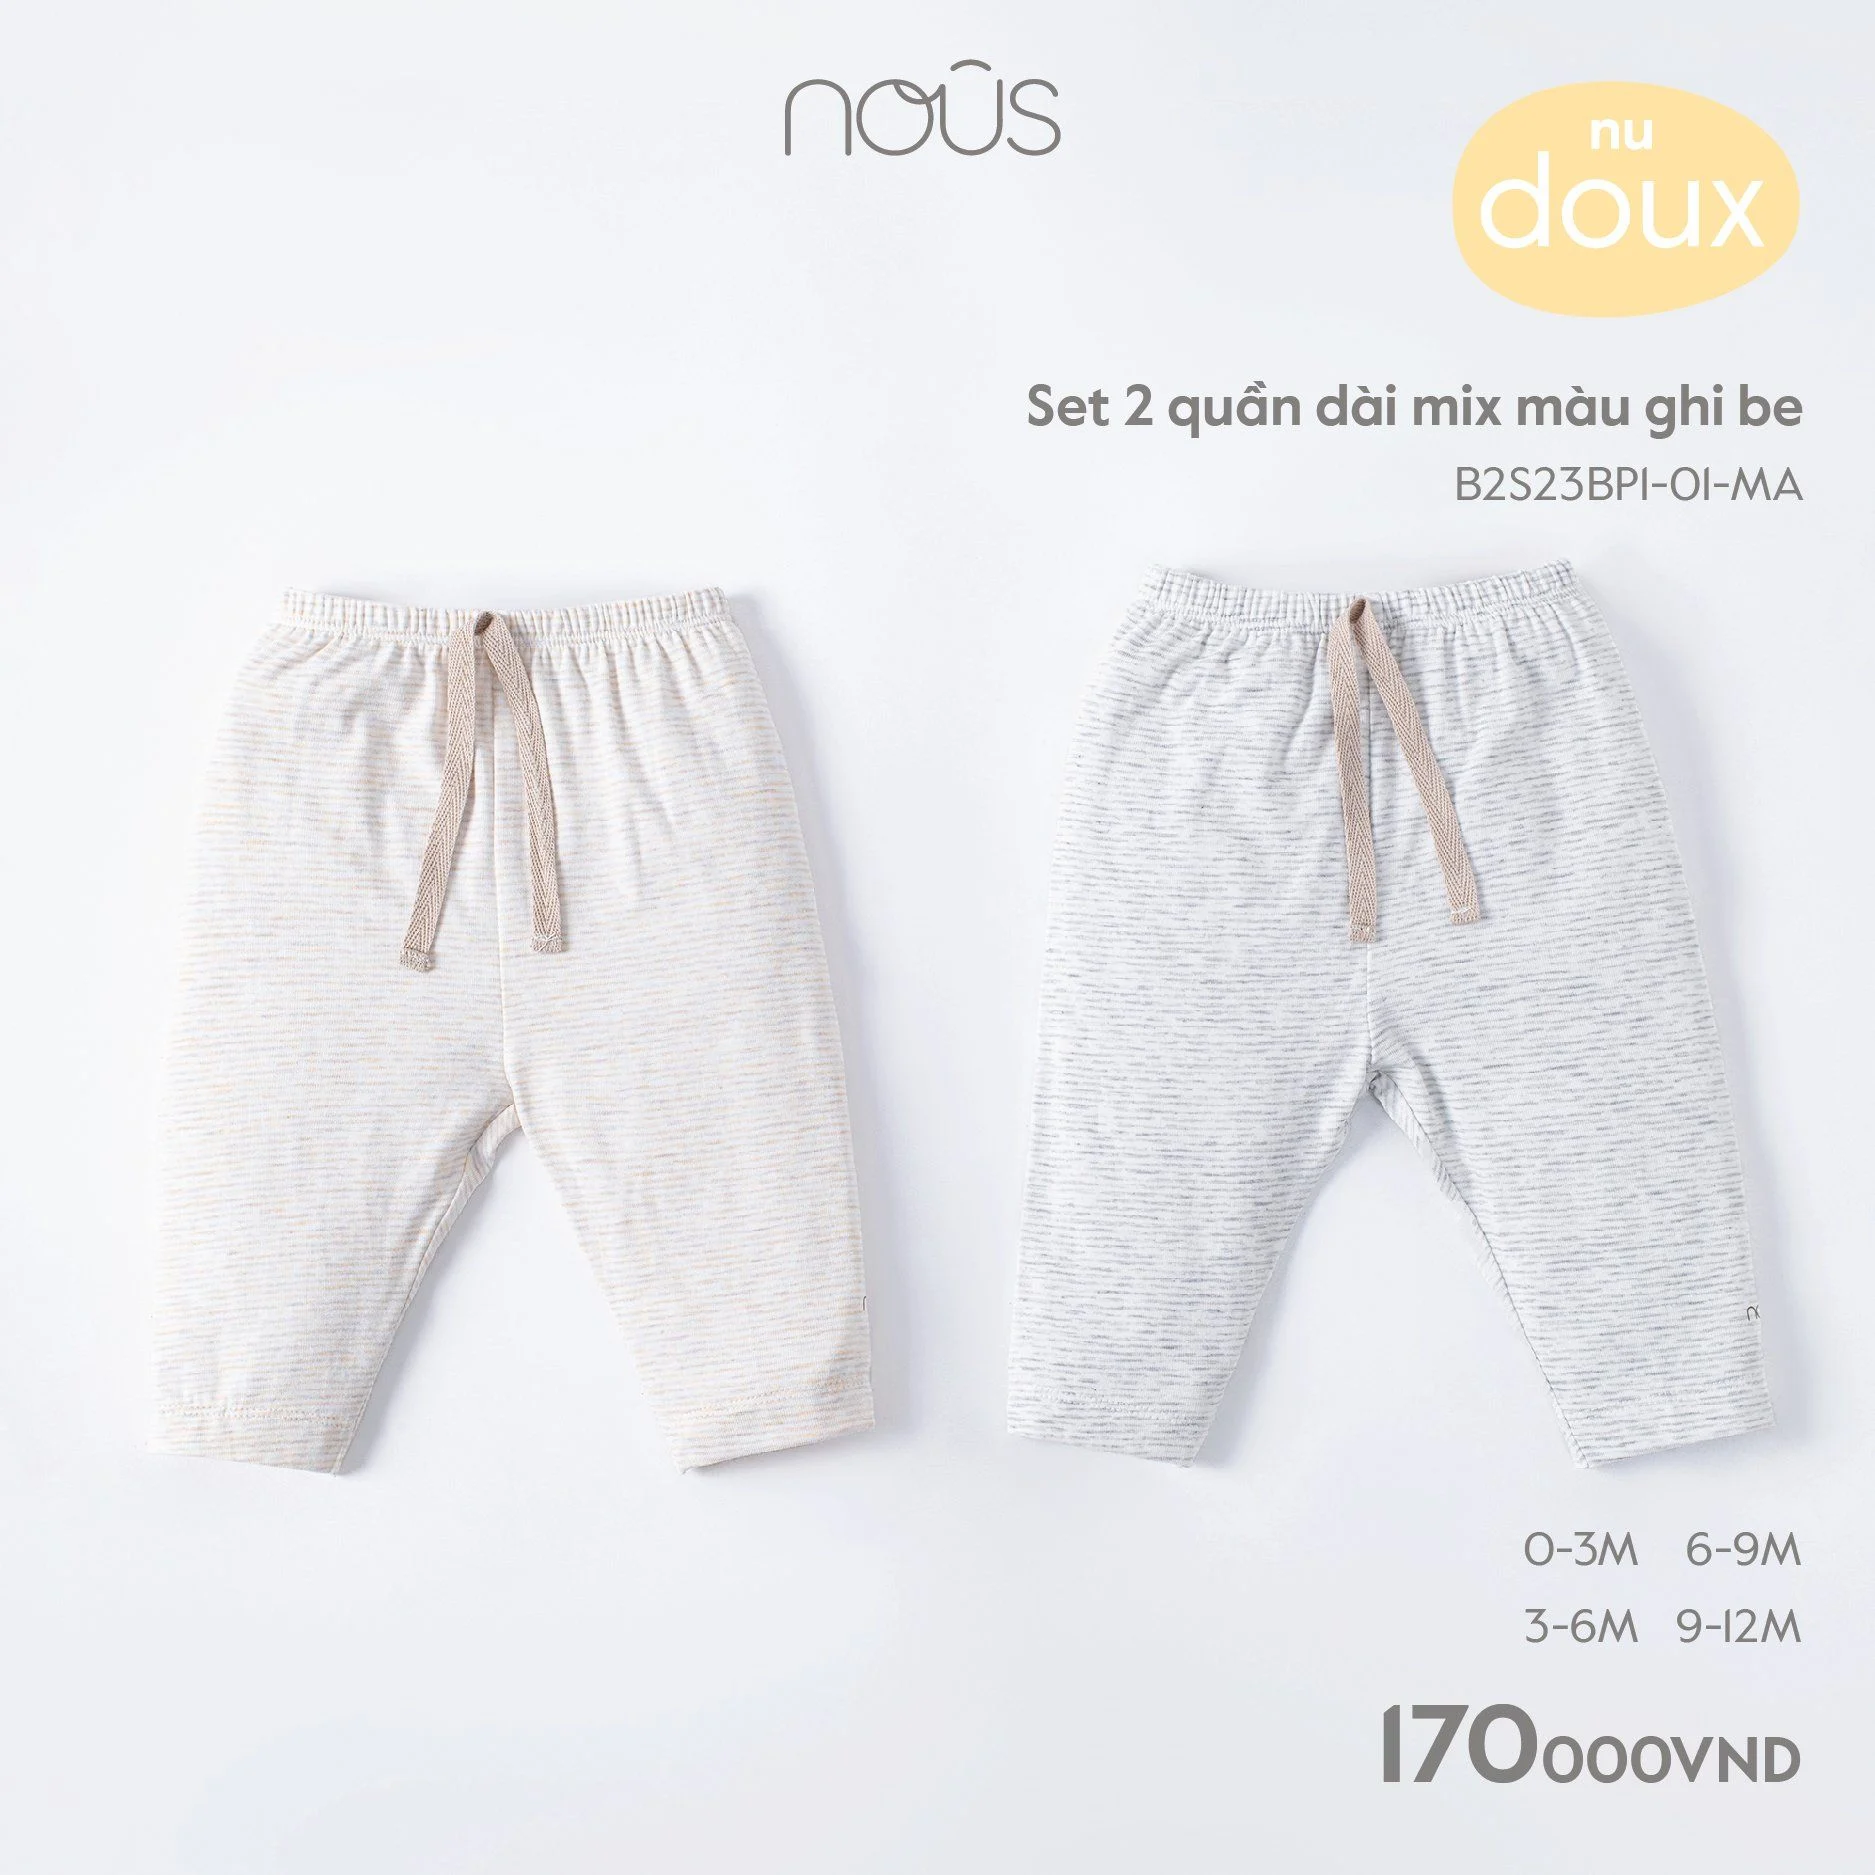 noûs
nu
doux
Set 2 quần dài mix màu ghi be
B2S23BP1-01-MA
0-3M 6-9M
3-6M 9-12M
170000VND